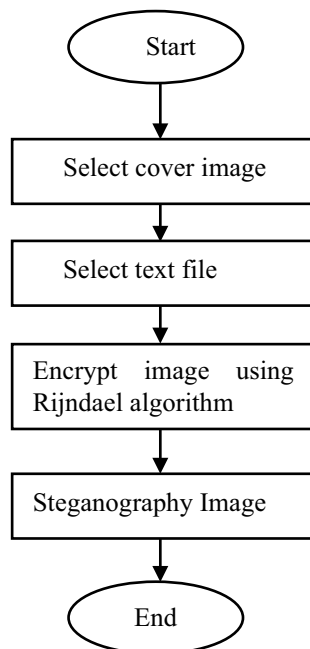 Start
Select cover image
Select text file
Encrypt image using
Rijndael algorithm
Steganography Image
End